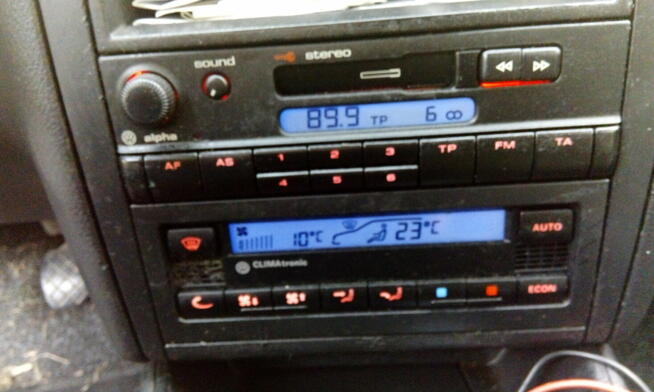 sound
stereo
89.9 TP 6 ∞
alpha
AF AS 1 2 3 TP FM TA
4 5 6
10°C 23°C
AUTO
CLIMAtronic
ECON